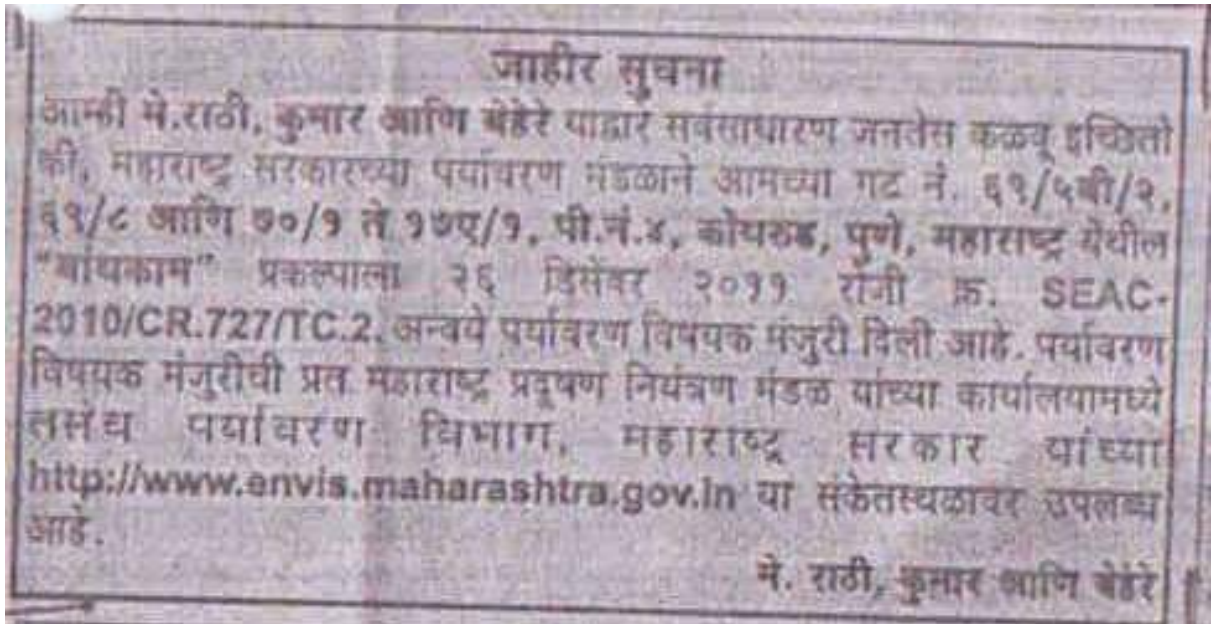 जाहीर सुचना
आम्ही मे.राठी, कुमार आणि बेहेरे याद्वारे सर्वसाधारण जनतेस कळवू इच्छितो
की, महाराष्ट्र सरकारच्या पर्यावरण मंडळाने आमच्या गट नं. ६९/५बी/२,
६९/८ आणि ७०/१ ते १७ए/१, पी.नं.४, कोथरुड, पुणे, महाराष्ट्र येथील
"बांधकाम" प्रकल्पाला २६ डिसेंबर २०११ रोजी क्र. SEAC-
2010/CR.727/TC.2. अन्वये पर्यावरण विषयक मंजुरी दिली आहे. पर्यावरण
विषयक मंजुरीची प्रत महाराष्ट्र प्रदूषण नियंत्रण मंडळ यांच्या कार्यालयामध्ये
तसेच पर्यावरण विभाग, महाराष्ट्र सरकार यांच्या
http://www.envis.maharashtra.gov.in या संकेतस्थळावर उपलब्ध
आहे.
मे. राठी, कुमार आणि बेहेरे